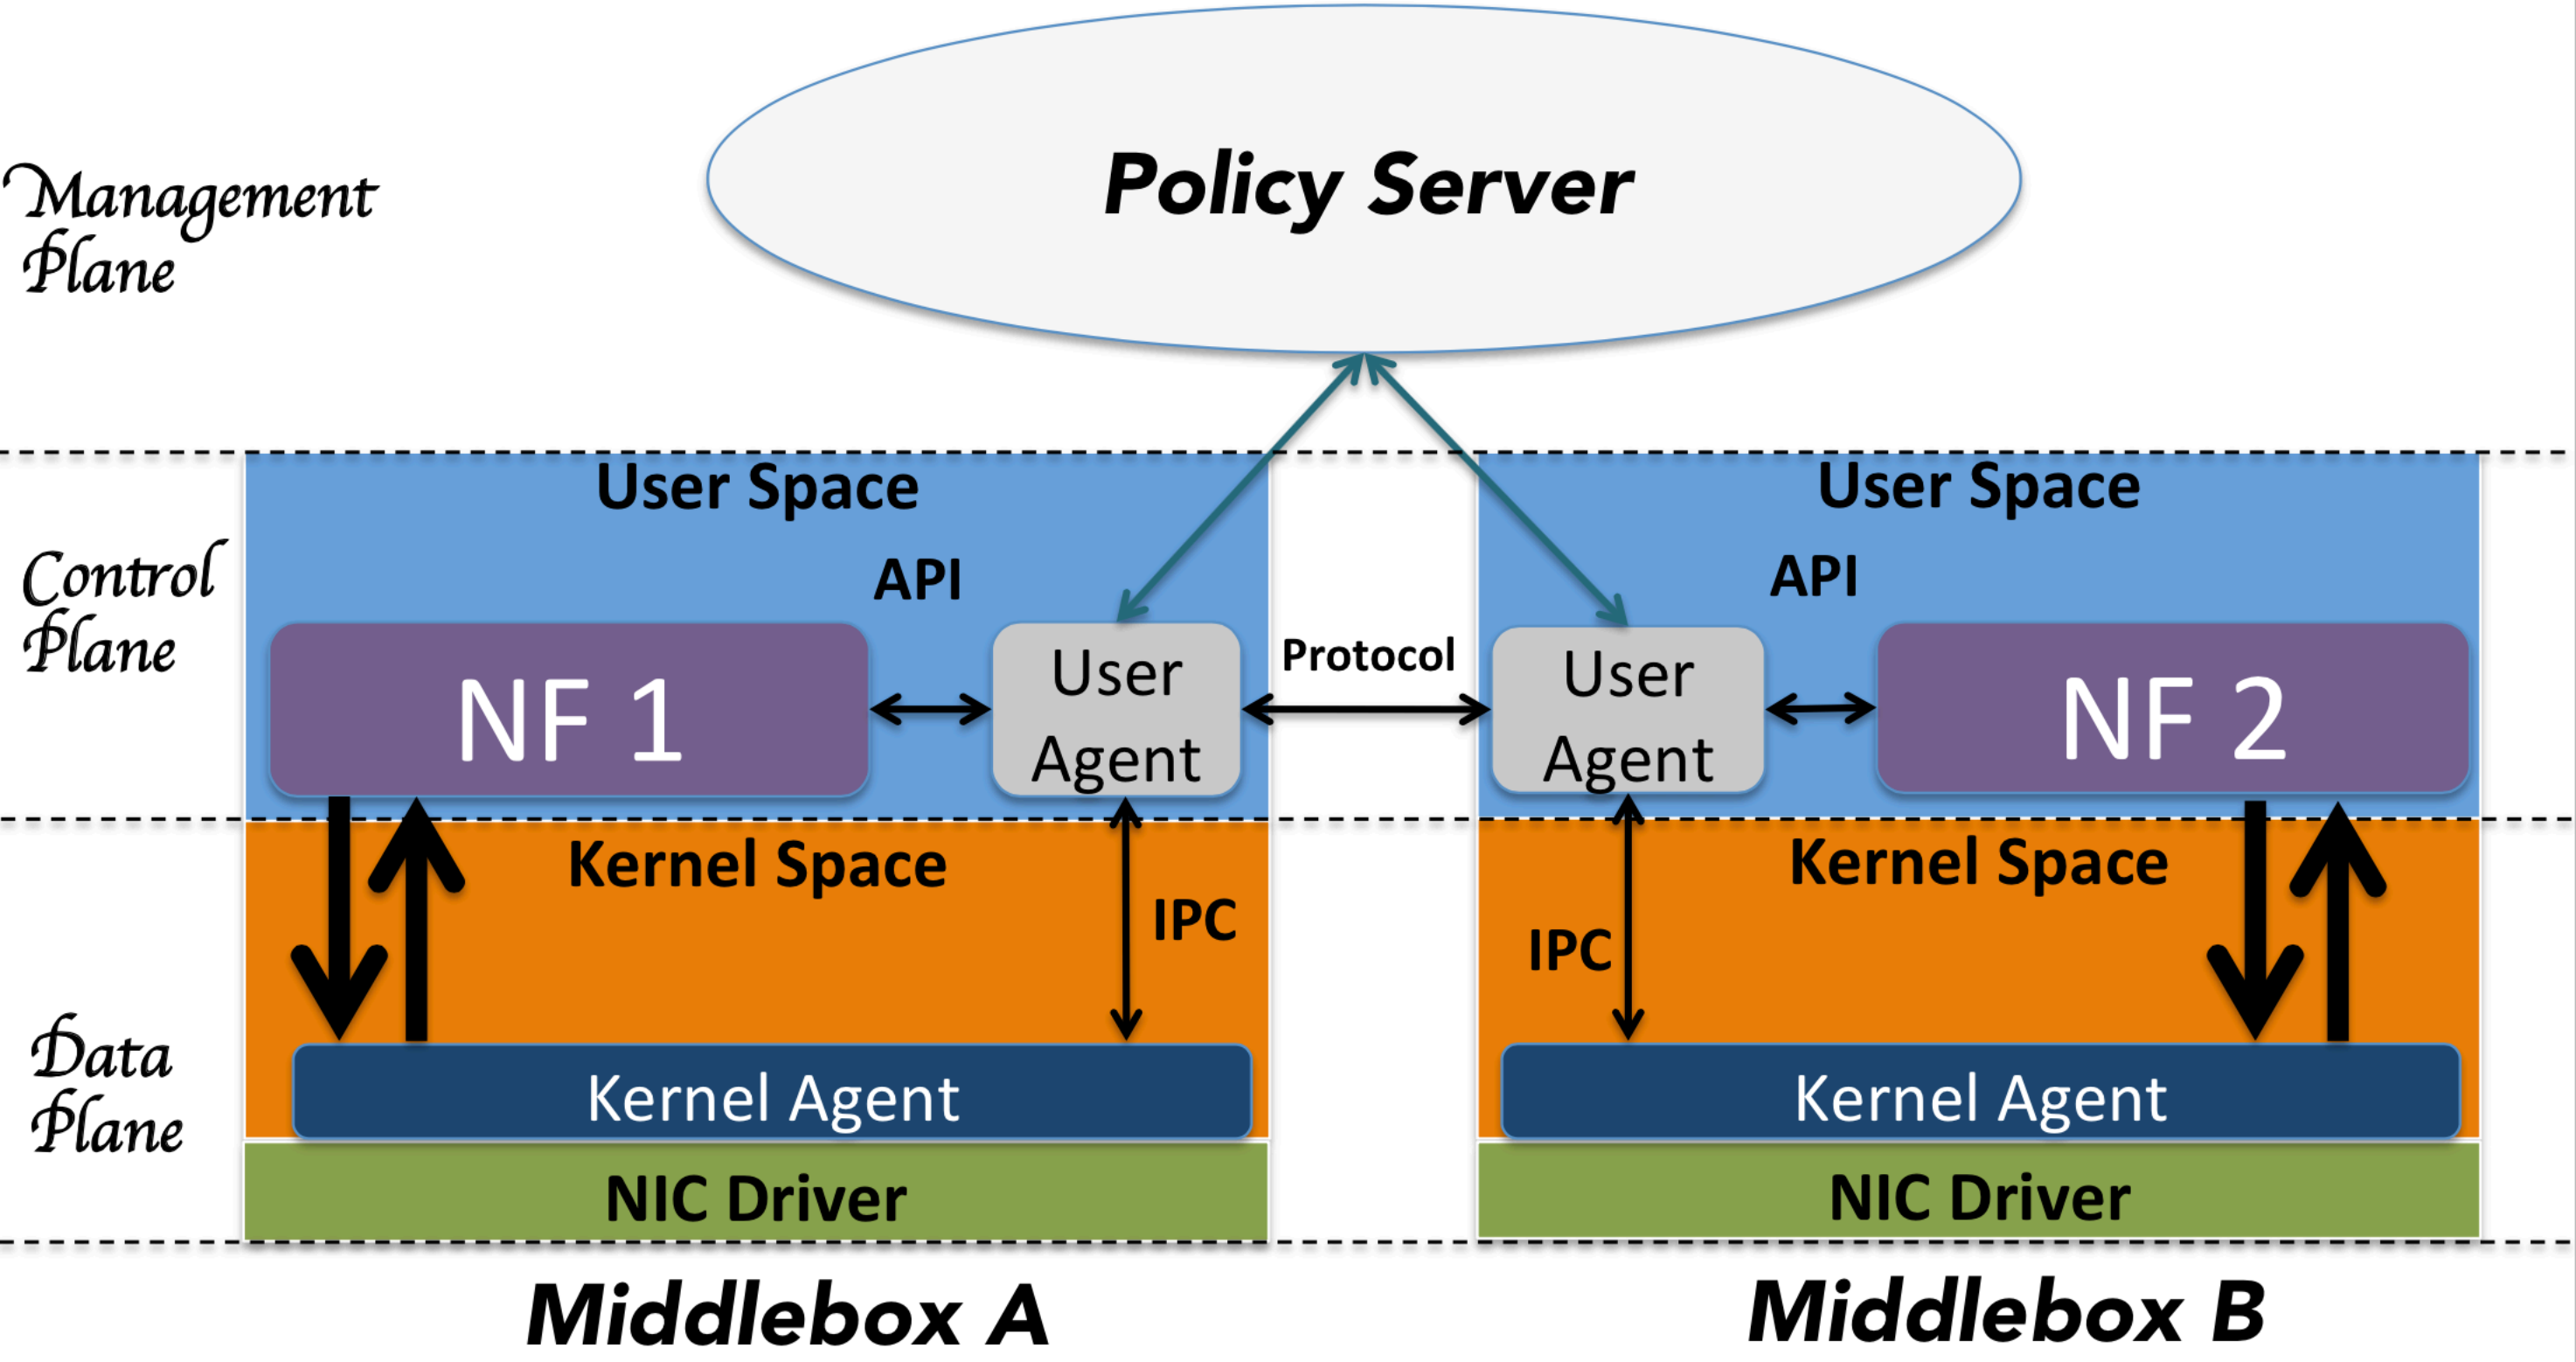 Policy Server
Management
Plane
User Space
User Space
Control
Plane
API
API
NF 1
User
Agent
Protocol
User
Agent
NF 2
Kernel Space
Kernel Space
IPC
IPC
Data
Plane
Kernel Agent
Kernel Agent
NIC Driver
NIC Driver
Middlebox A
Middlebox B